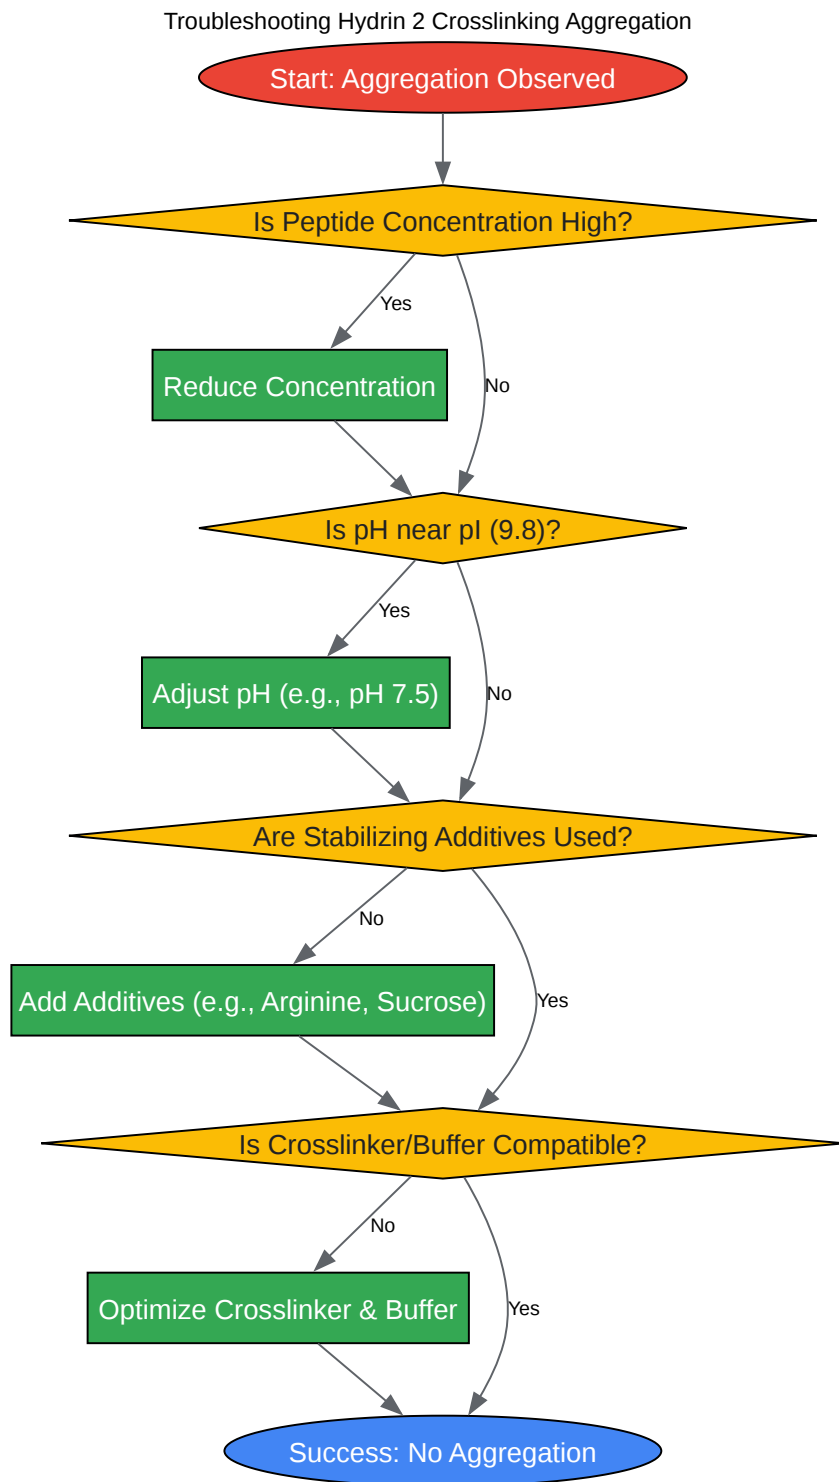 Troubleshooting Hydrin 2 Crosslinking Aggregation
Start: Aggregation Observed
Is Peptide Concentration High?
Yes
Reduce Concentration
No
Is pH near pI (9.8)?
Yes
Adjust pH (e.g., pH 7.5)
No
Are Stabilizing Additives Used?
No
Add Additives (e.g., Arginine, Sucrose)
Yes
Is Crosslinker/Buffer Compatible?
No
Optimize Crosslinker & Buffer
Yes
Success: No Aggregation